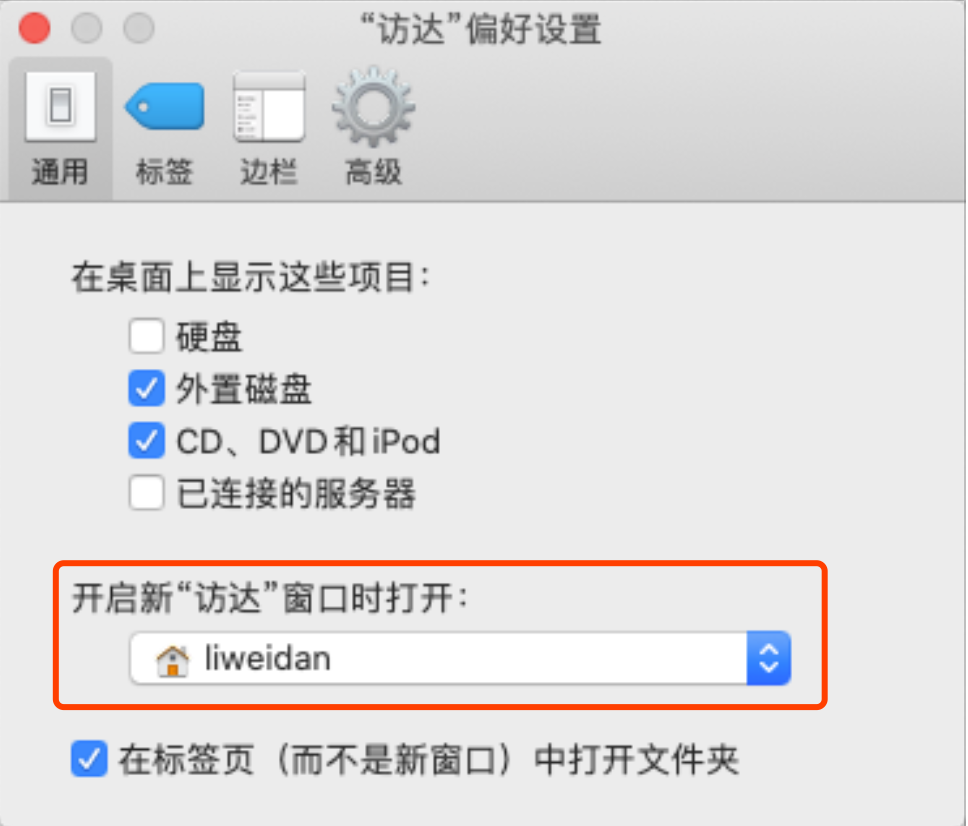 “访达”偏好设置
通用 标签 边栏 高级
在桌面上显示这些项目：
硬盘
外置磁盘
CD、DVD和iPod
已连接的服务器
开启新“访达”窗口时打开：
liweidan
在标签页（而不是新窗口）中打开文件夹